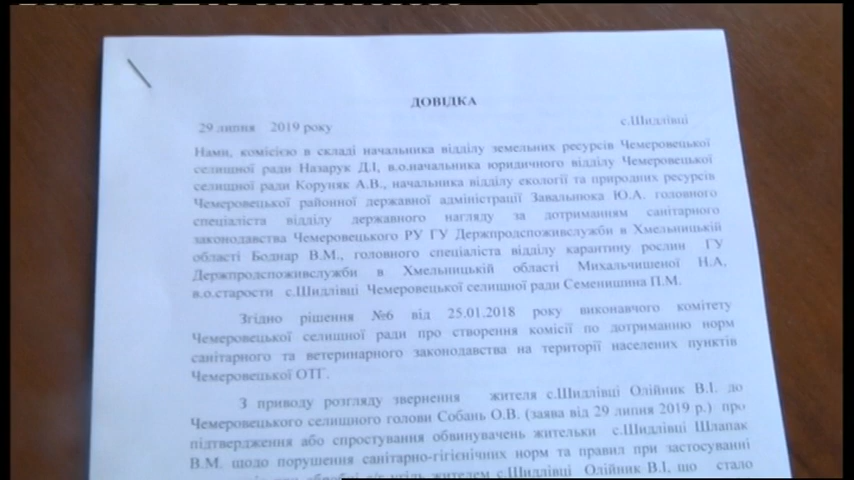 ДОВІДКА
29 липня 2019 року с.Шидлівці
Нами, комісією в складі начальника відділу земельних ресурсів Чемеровецької
селищної ради Назарук Д.І, в.о.начальника юридичного відділу Чемеровецької
селищної ради Коруняк А.В., начальника відділу екології та природних ресурсів
Чемеровецької районної державної адміністрації Завальнюка Ю.А. головного
спеціаліста відділу державного нагляду за дотриманням санітарного
законодавства Чемеровецького РУ ГУ Держпродспоживслужби в Хмельницькій
області Боднар В.М., головного спеціаліста відділу карантину рослин ГУ
Держпродспоживслужби в Хмельницькій області Михальчишеної Н.А,
в.о.старости с.Шидлівці Чемеровецької селищної ради Семенишина П.М.
Згідно рішення №6 від 25.01.2018 року виконавчого комітету
Чемеровецької селищної ради про створення комісії по дотриманню норм
санітарного та ветеринарного законодавства на території населених пунктів
Чемеровецької ОТГ.
З приводу розгляду звернення жителя с.Шидлівці Олійник В.І. до
Чемеровецького селищного голови Собань О.В. (заява від 29 липня 2019 р.) про
підтвердження або спростування обвинувачень жительки с.Шидлівці Шлапак
В.М. щодо порушення санітарно-гігієнічних норм та правил при застосуванні
жителем с.Шидлівці Олійник В.І, що стало